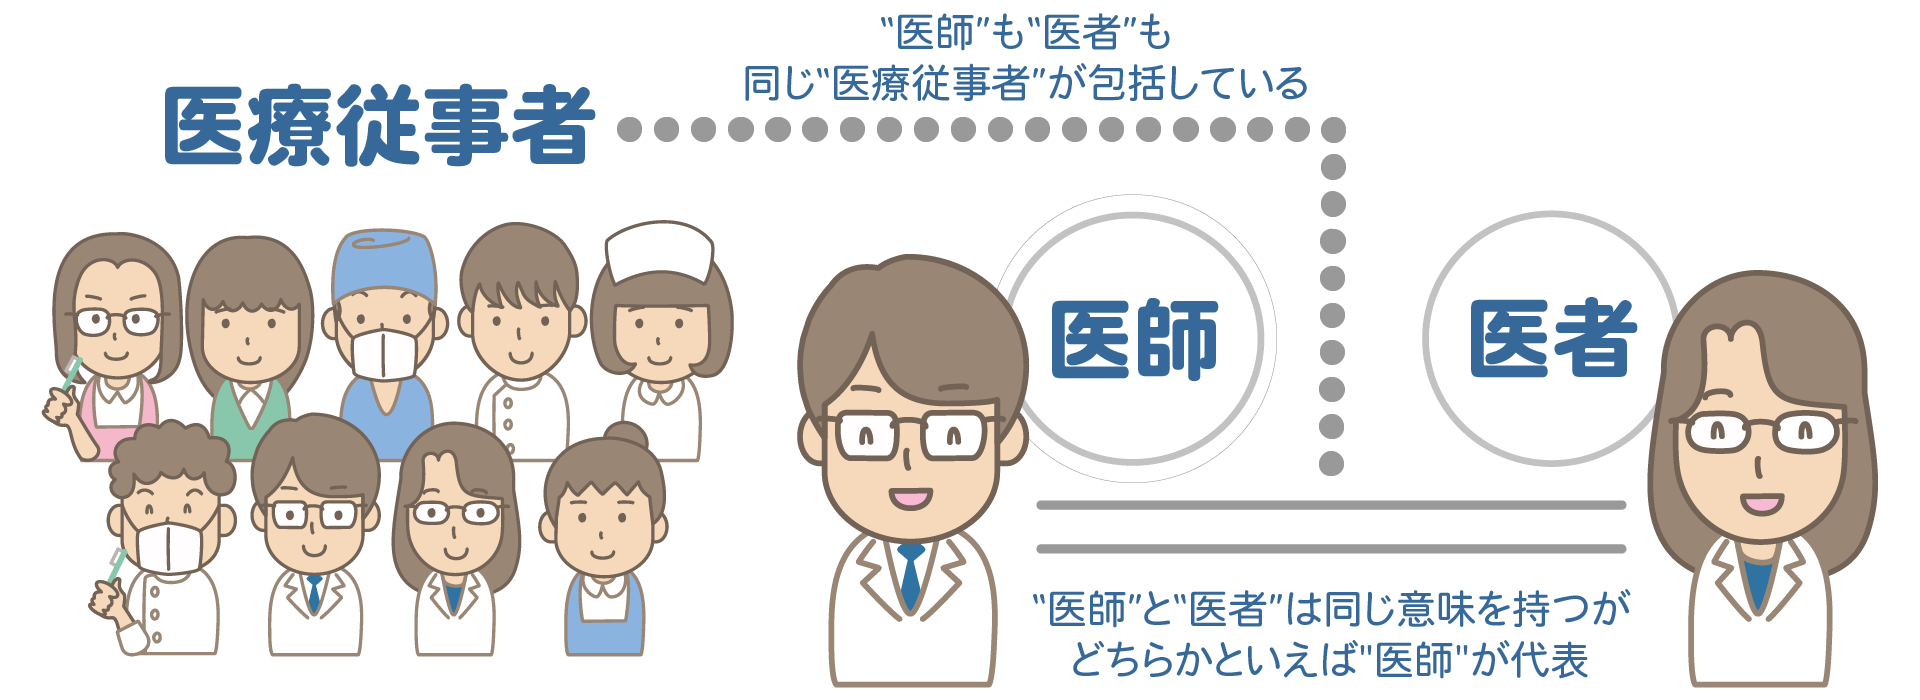 “医師”も“医者”も
同じ“医療従事者”が包括している
医療従事者
医師
医者
“医師”と“医者”は同じ意味を持つが
どちらかといえば"医師"が代表